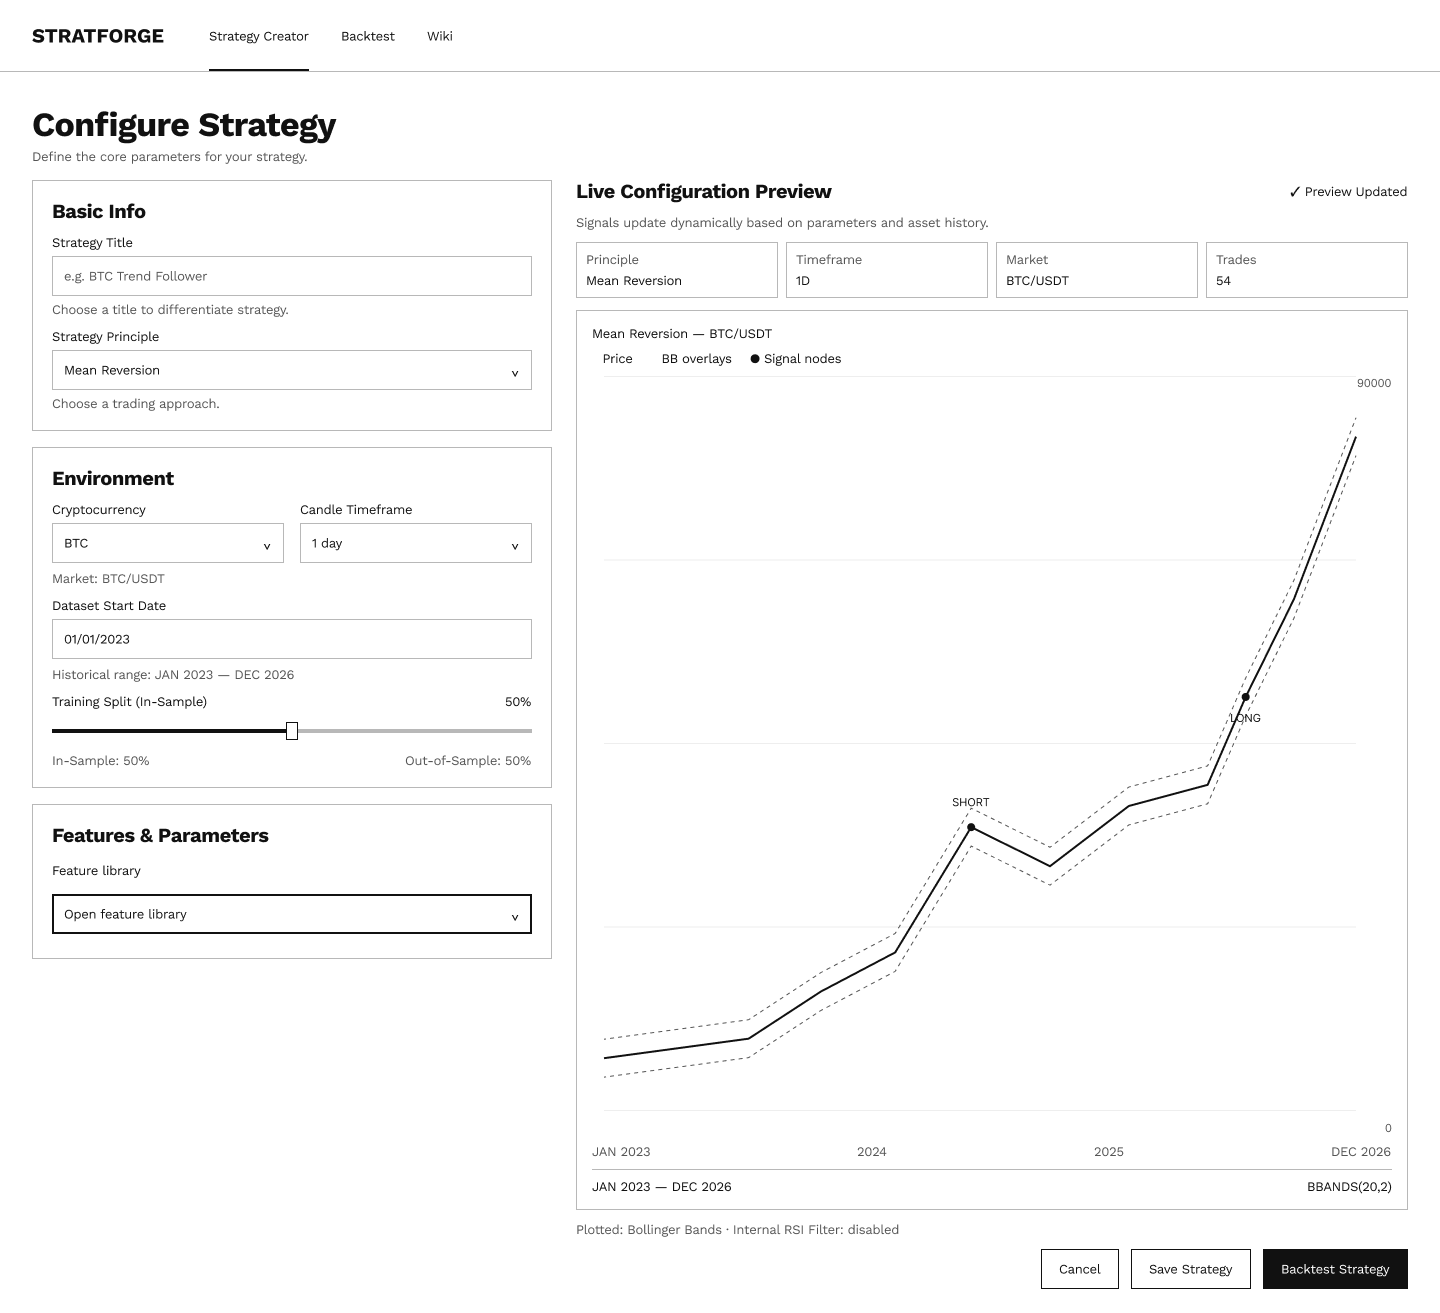 STRATFORGE
Strategy Creator
Backtest
Wiki
Configure Strategy
Define the core parameters for your strategy.
Basic Info
Strategy Title
e.g. BTC Trend Follower
Choose a title to differentiate strategy.
Strategy Principle
Mean Reversion
Choose a trading approach.
Environment
Cryptocurrency
Candle Timeframe
BTC
1 day
Market: BTC/USDT
Dataset Start Date
01/01/2023
Historical range: JAN 2023 — DEC 2026
Training Split (In-Sample)
50%
In-Sample: 50%
Out-of-Sample: 50%
Features & Parameters
Feature library
Open feature library
Live Configuration Preview
✓ Preview Updated
Signals update dynamically based on parameters and asset history.
Principle
Mean Reversion
Timeframe
1D
Market
BTC/USDT
Trades
54
Mean Reversion — BTC/USDT
Price
BB overlays
Signal nodes
90000
LONG
SHORT
0
JAN 2023
2024
2025
DEC 2026
JAN 2023 — DEC 2026
BBANDS(20,2)
Plotted: Bollinger Bands · Internal RSI Filter: disabled
Cancel
Save Strategy
Backtest Strategy